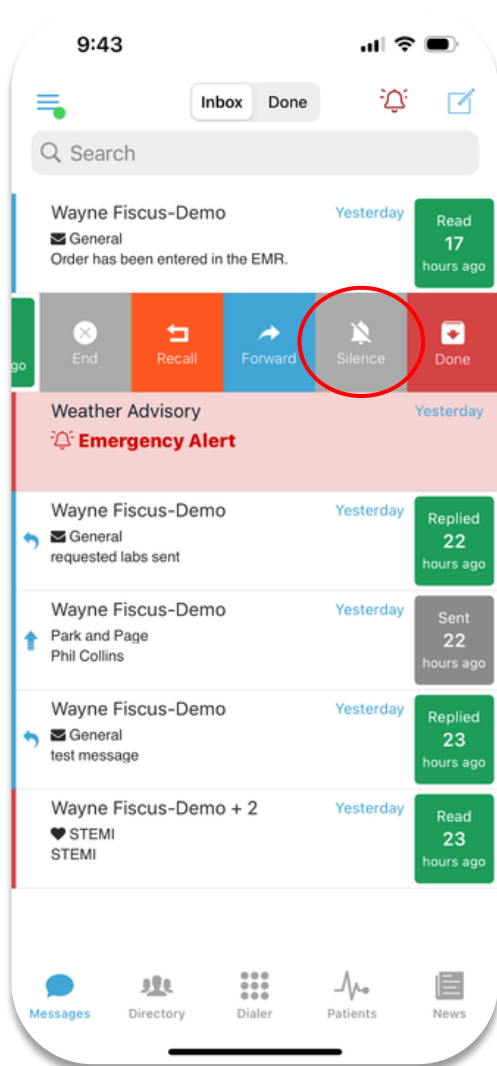 9:43
Inbox Done
Search
Wayne Fiscus-Demo Yesterday
General
Order has been entered in the EMR.
Read
17
hours ago
go
End Recall Forward Silence Done
Weather Advisory Yesterday
Emergency Alert
Wayne Fiscus-Demo Yesterday
General
requested labs sent
Replied
22
hours ago
Wayne Fiscus-Demo Yesterday
Park and Page
Phil Collins
Sent
22
hours ago
Wayne Fiscus-Demo Yesterday
General
test message
Replied
23
hours ago
Wayne Fiscus-Demo + 2 Yesterday
STEMI
STEMI
Read
23
hours ago
Messages Directory Dialer Patients News